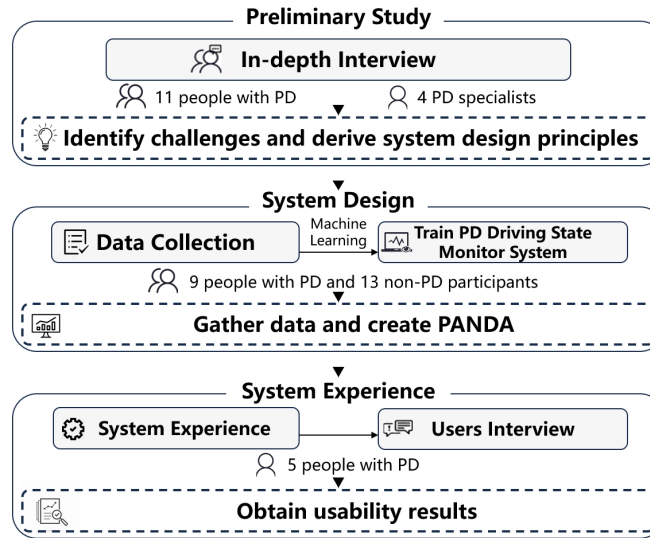 Preliminary Study
In-depth Interview
11 people with PD
4 PD specialists
Identify challenges and derive system design principles
System Design
Data Collection
Machine
Learning
Train PD Driving State
Monitor System
9 people with PD and 13 non-PD participants
Gather data and create PANDA
System Experience
System Experience
Users Interview
5 people with PD
Obtain usability results